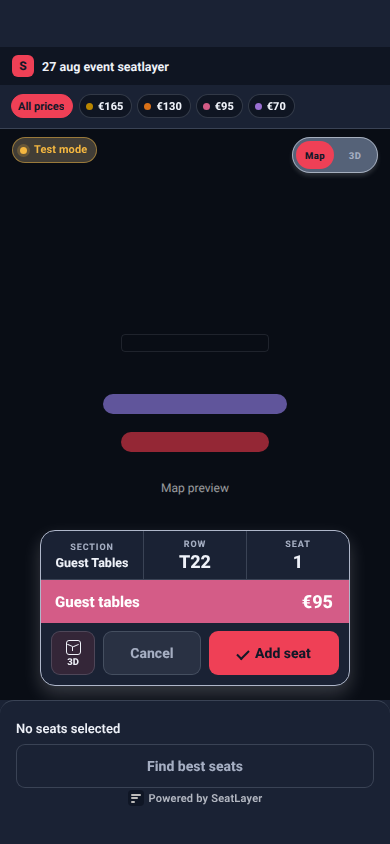 S 27 aug event seatlayer
All prices €165 €130 €95 €70
Test mode Map 3D
Map preview
SECTION ROW SEAT
Guest Tables T22 1
Guest tables €95
3D Cancel Add seat
No seats selected
Find best seats
Powered by SeatLayer